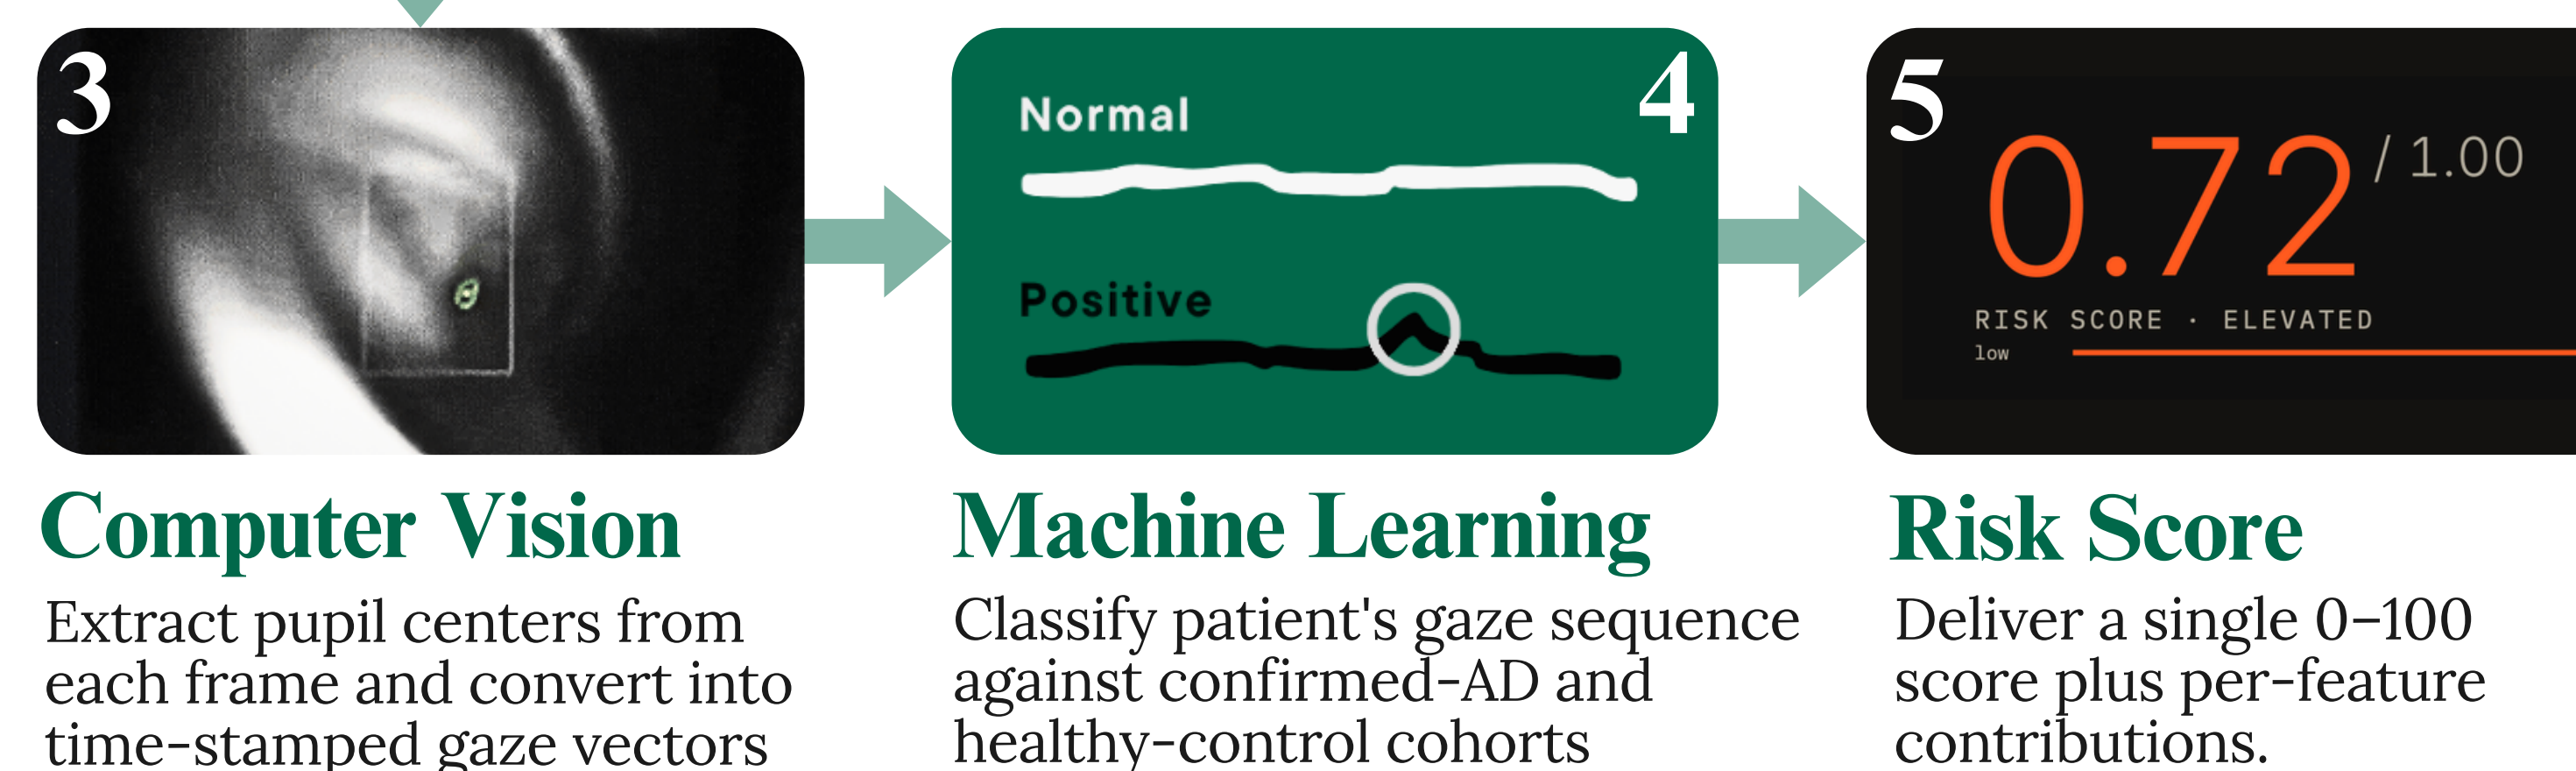 3
Computer Vision
Extract pupil centers from
each frame and convert into
time-stamped gaze vectors
4
Normal
Positive
Machine Learning
Classify patient's gaze sequence
against confirmed-AD and
healthy-control cohorts
5
0.72 / 1.00
RISK SCORE · ELEVATED
low
Risk Score
Deliver a single 0–100
score plus per-feature
contributions.